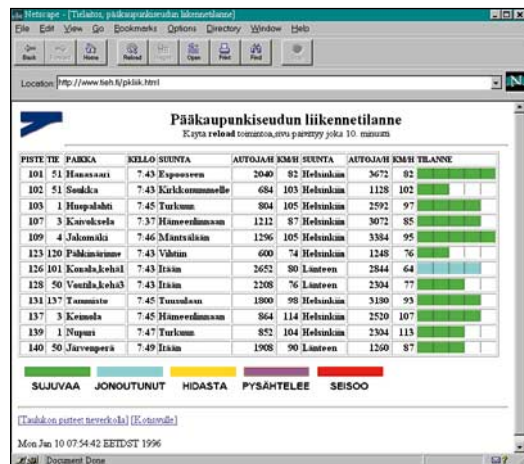 Netscape - [Tielaitos, pääkaupunkiseudun liikennetilanne]
File Edit View Go Bookmarks Options Directory Window Help
Back Home Reload Open Print Find
Location: http://www.tieh.fi/pkliik.html
Pääkaupunkiseudun liikennetilanne
Käytä reload toimintoa, sivu päivittyy joka 10. minuutti
PISTE TIE PAIKKA KELLO SUUNTA AUTOJA/H KM/H SUUNTA AUTOJA/H KM/H TILANNE
101 51 Hanasaari 7:43 Espooseen 2040 82 Helsinkiin 3672 82
102 51 Soukka 7:43 Kirkkonummelle 684 103 Helsinkiin 1128 102
103 1 Huopalahti 7:45 Turkuun 804 105 Helsinkiin 2592 97
107 3 Kaivoksela 7:37 Hämeenlinnaan 1212 87 Helsinkiin 3072 85
109 4 Jakomäki 7:46 Mäntsälään 1296 105 Helsinkiin 3384 95
123 120 Pähkinärinne 7:43 Vihtiin 600 74 Helsinkiin 1248 76
126 101 Konala,kehä1 7:43 Itään 2652 80 Länteen 2844 64
128 50 Voutila,kehä3 7:43 Itään 2208 76 Länteen 2304 77
131 137 Tammisto 7:45 Tuusulaan 1800 98 Helsinkiin 3180 93
137 3 Keimola 7:45 Hämeenlinnaan 864 114 Helsinkiin 2520 107
139 1 Nupuri 7:47 Turkuun 852 104 Helsinkiin 2304 113
140 50 Järvenperä 7:49 Itään 1908 90 Länteen 1260 87
SUJUVAA JONOUTUNUT HIDASTA PYSÄHTELEE SEISOO
[Taulukon pisteet tieverkolla] [Kotisivulle]
Mon Jan 10 07:54:42 EETDST 1996
Document Done